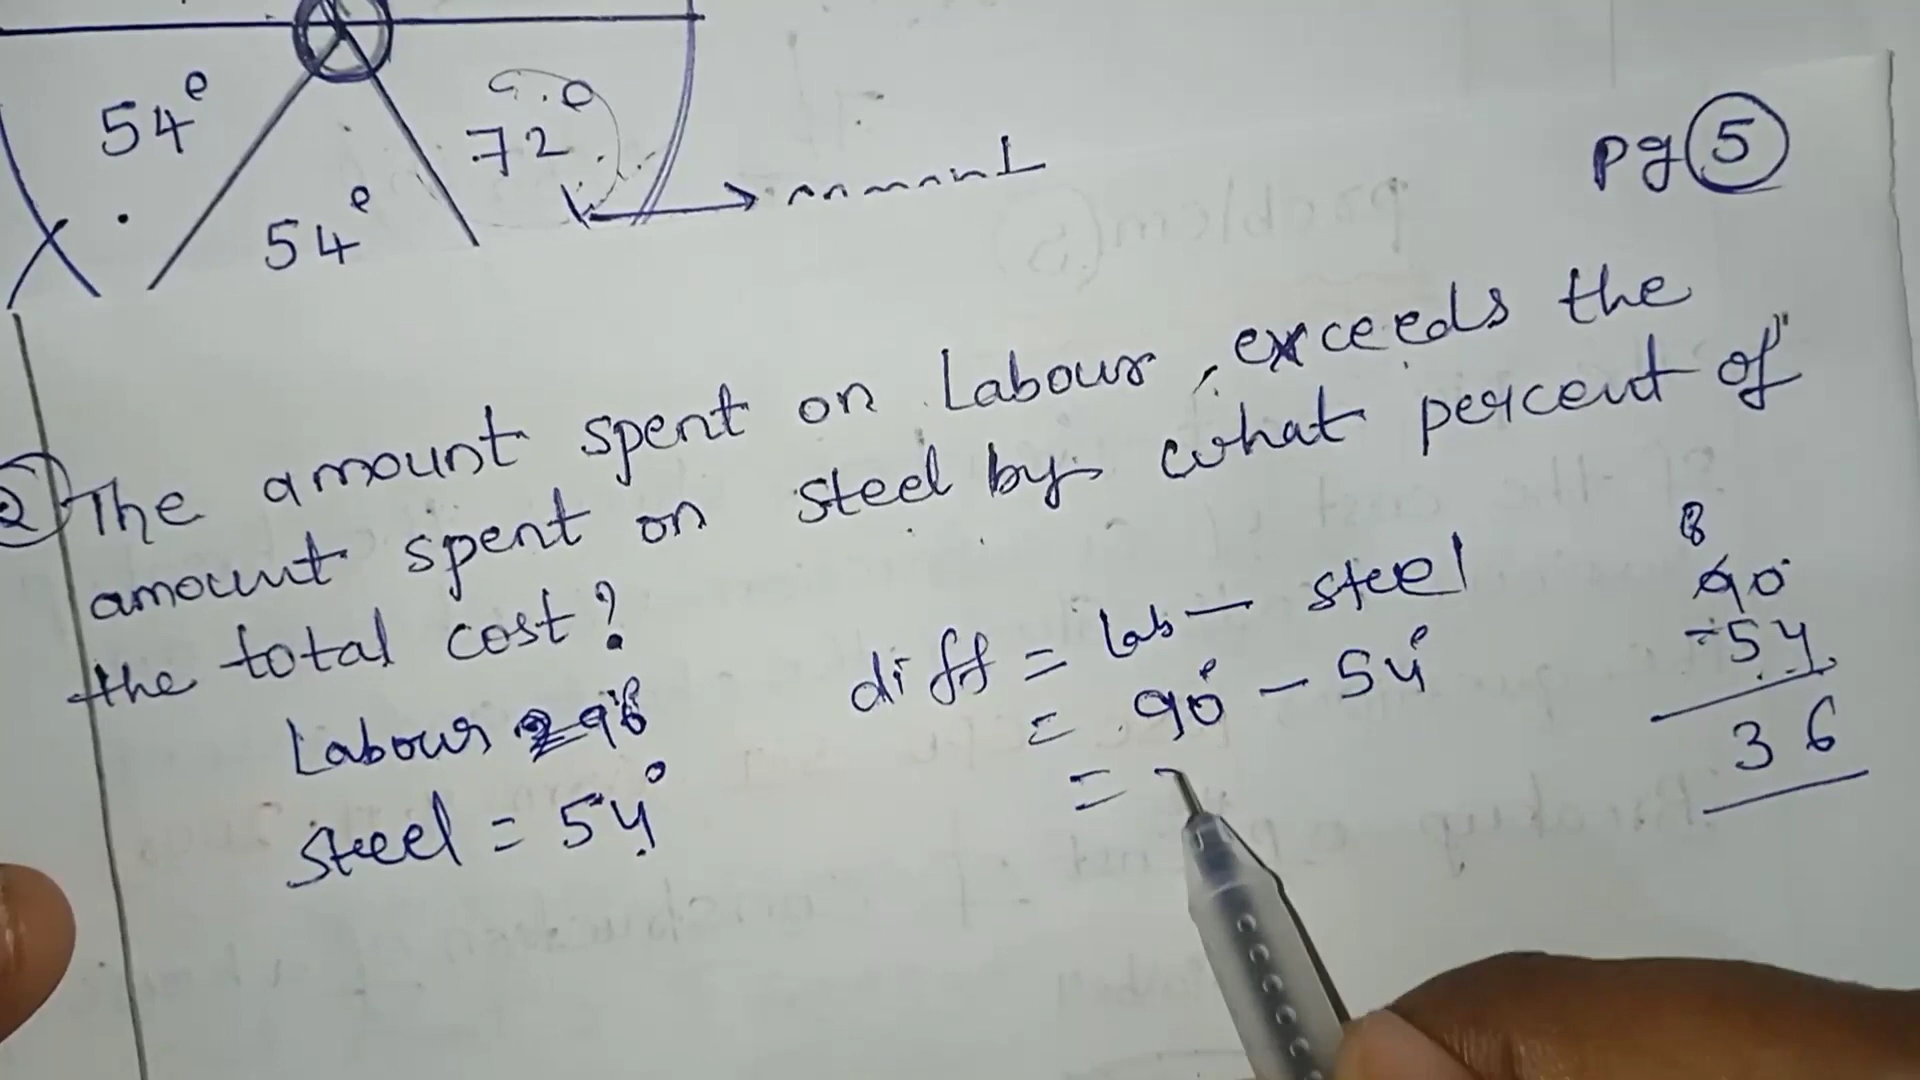 54°
72°
54°
pg 5
2 The amount spent on Labour, exceeds the
amount spent on steel by what percent of
the total cost?
Labour = 90°
steel = 54°
diff = lab - steel
= 90° - 54°
=
8
90
-54
36